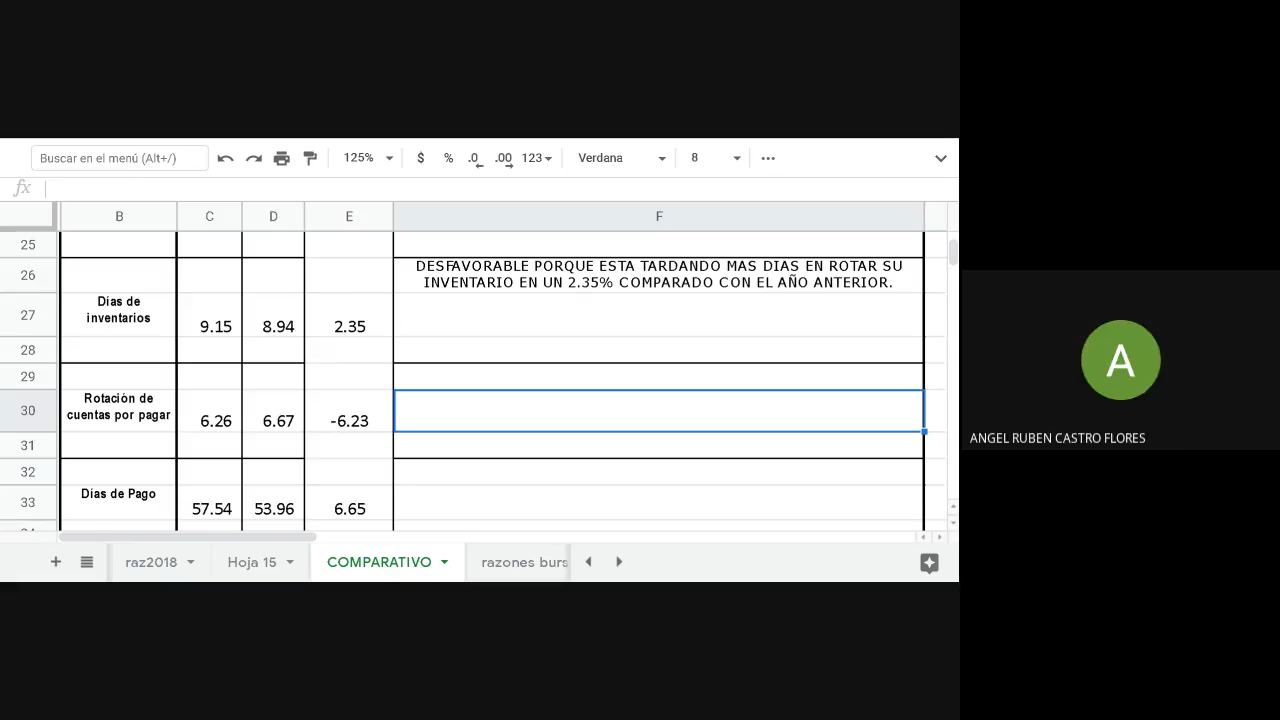 Buscar en el menú (Alt+/)
125%
$ % .0 .00 123
Verdana
8
fx
B C D E F
25
26
DESFAVORABLE PORQUE ESTA TARDANDO MAS DIAS EN ROTAR SU
INVENTARIO EN UN 2.35% COMPARADO CON EL AÑO ANTERIOR.
27
Días de
inventarios
9.15 8.94 2.35
28
29
30
Rotación de
cuentas por pagar
6.26 6.67 -6.23
31
32
33
Días de Pago
57.54 53.96 6.65
raz2018
Hoja 15
COMPARATIVO
razones burs
A
ANGEL RUBEN CASTRO FLORES